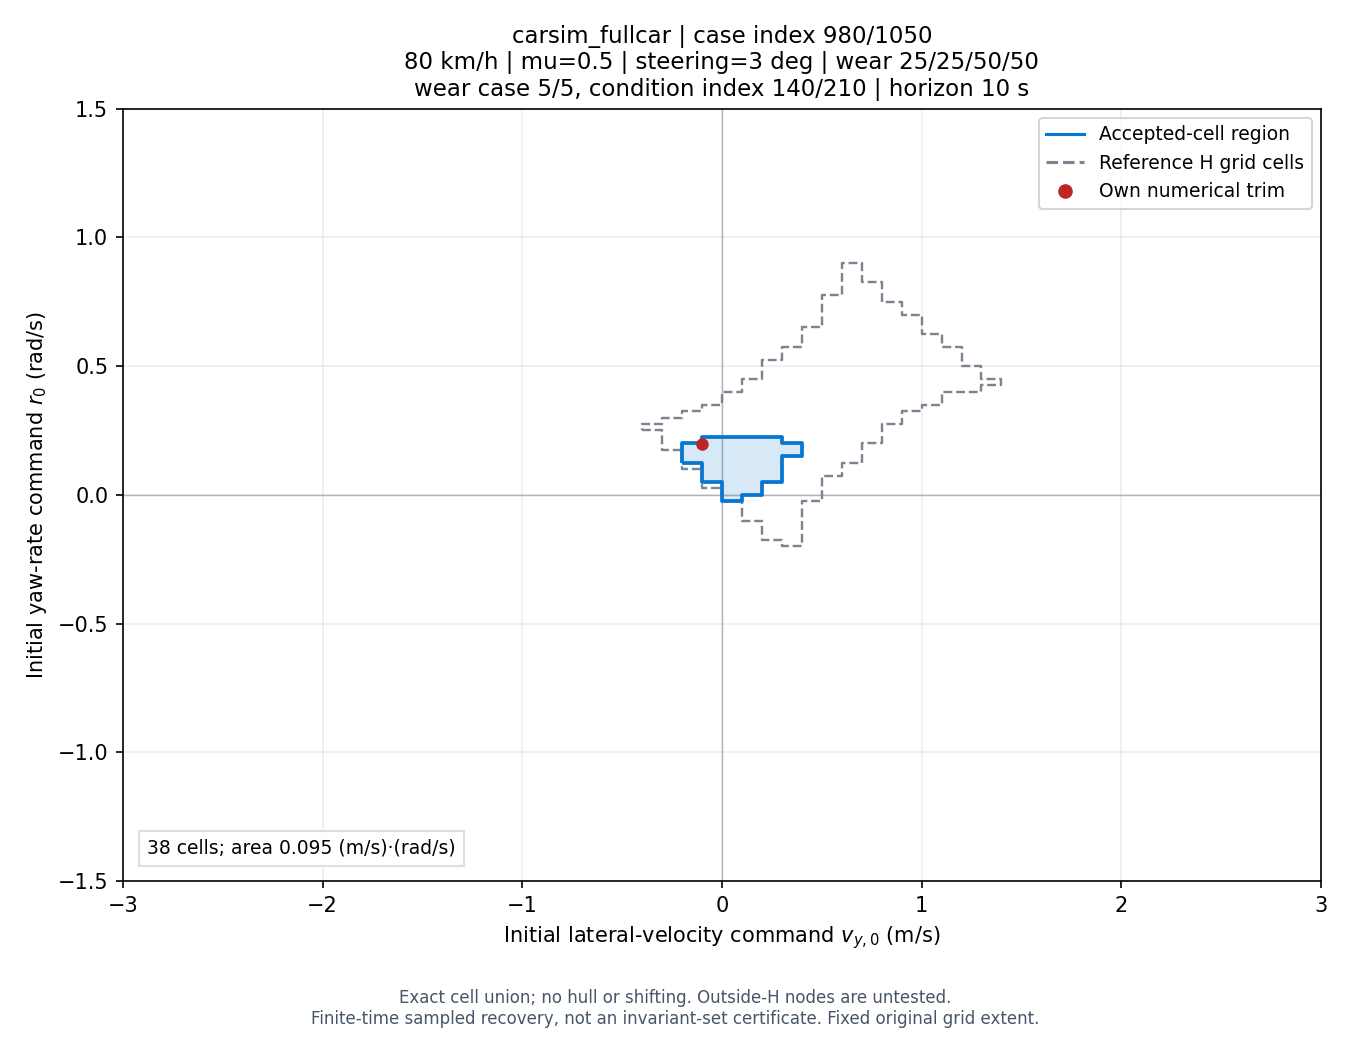 carsim_fullcar | case index 980/1050
80 km/h | mu=0.5 | steering=3 deg | wear 25/25/50/50
wear case 5/5, condition index 140/210 | horizon 10 s
Accepted-cell region
Reference H grid cells
Own numerical trim
1.5
1.0
0.5
0.0
−0.5
−1.0
−1.5
Initial yaw-rate command r0 (rad/s)
38 cells; area 0.095 (m/s)·(rad/s)
−3
−2
−1
0
1
2
3
Initial lateral-velocity command vy,0 (m/s)
Exact cell union; no hull or shifting. Outside-H nodes are untested.
Finite-time sampled recovery, not an invariant-set certificate. Fixed original grid extent.